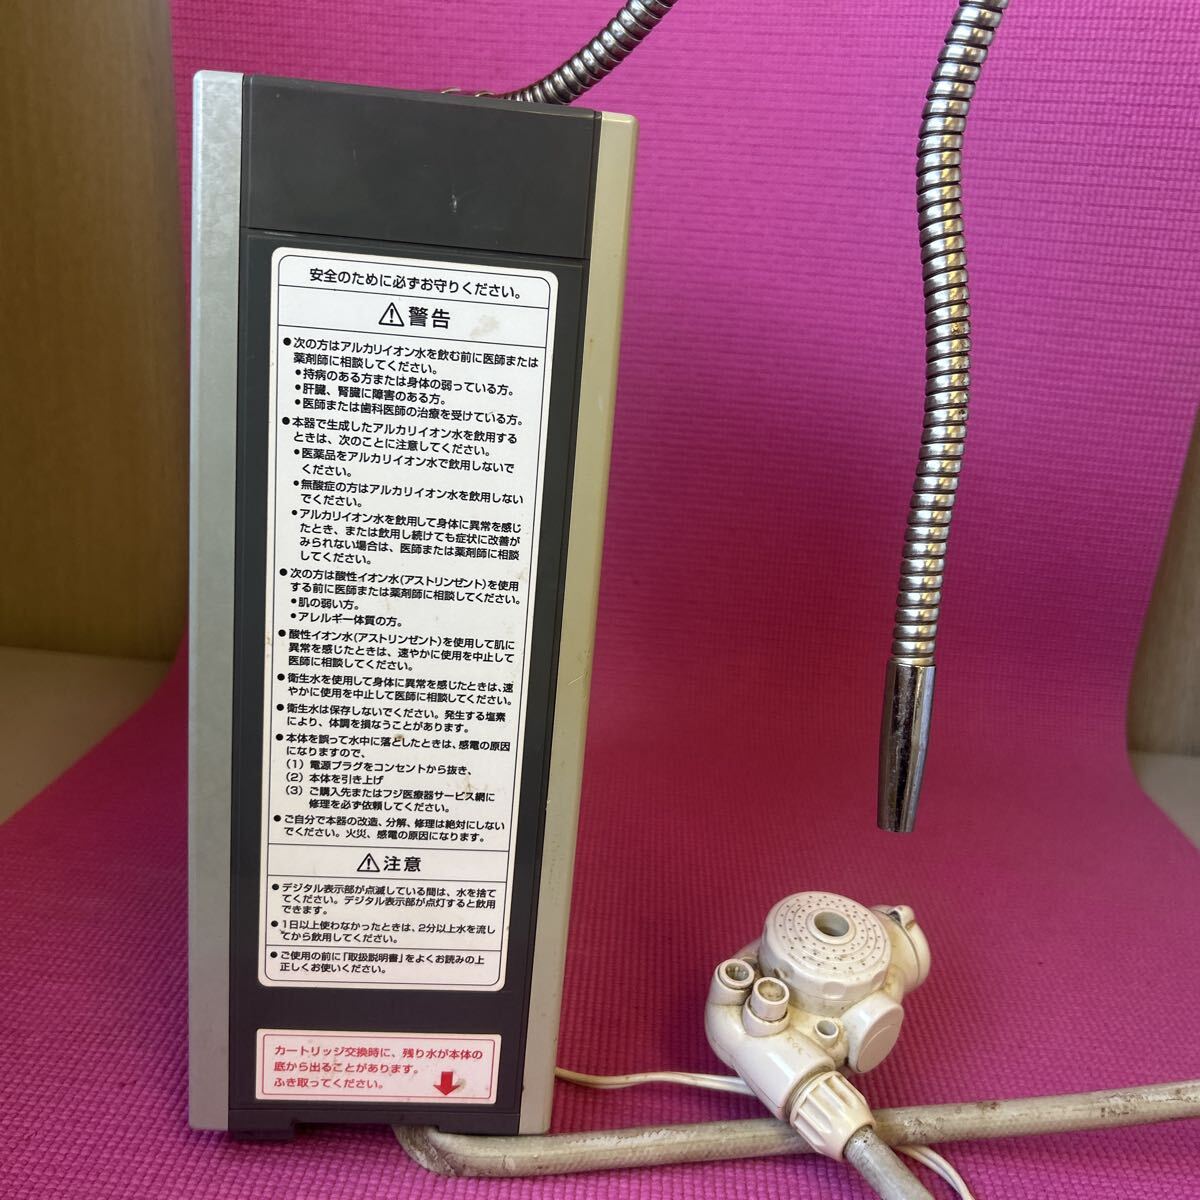 安全のために必ずお守りください。
⚠警告
●次の方はアルカリイオン水を飲む前に医師または
薬剤師に相談してください。
●持病のある方または身体の弱っている方。
●肝臓、腎臓に障害のある方。
●医師または歯科医師の治療を受けている方。
●本器で生成したアルカリイオン水を飲用する
ときは、次のことに注意してください。
●医薬品をアルカリイオン水で飲用しないで
ください。
●無酸症の方はアルカリイオン水を飲用しない
でください。
●アルカリイオン水を飲用して身体に異常を感じ
たとき、または飲用し続けても症状に改善が
みられない場合は、医師または薬剤師に相談
してください。
●次の方は酸性イオン水(アストリンゼント)を使用
する前に医師または薬剤師に相談してください。
●肌の弱い方。
●アレルギー体質の方。
●酸性イオン水(アストリンゼント)を使用して肌に
異常を感じたときは、速やかに使用を中止して
医師に相談してください。
●衛生水を使用して身体に異常を感じたときは、速
やかに使用を中止して医師に相談してください。
●衛生水は保存しないでください。発生する塩素
により、体調を損なうことがあります。
●本体を誤って水中に落としたときは、感電の原因
になりますので、
(1) 電源プラグをコンセントから抜き、
(2) 本体を引き上げ
(3) ご購入先またはフジ医療器サービス網に
修理を必ず依頼してください。
●ご自分で本器の改造、分解、修理は絶対にしない
でください。火災、感電の原因になります。
⚠注意
●デジタル表示部が点滅している間は、水を捨て
てください。デジタル表示部が点灯すると飲用
できます。
●1日以上使わなかったときは、2分以上水を流し
てから飲用してください。
●ご使用の前に「取扱説明書」をよくお読みの上
正しくお使いください。
カートリッジ交換時に、残り水が本体の
底から出ることがあります。
ふき取ってください。